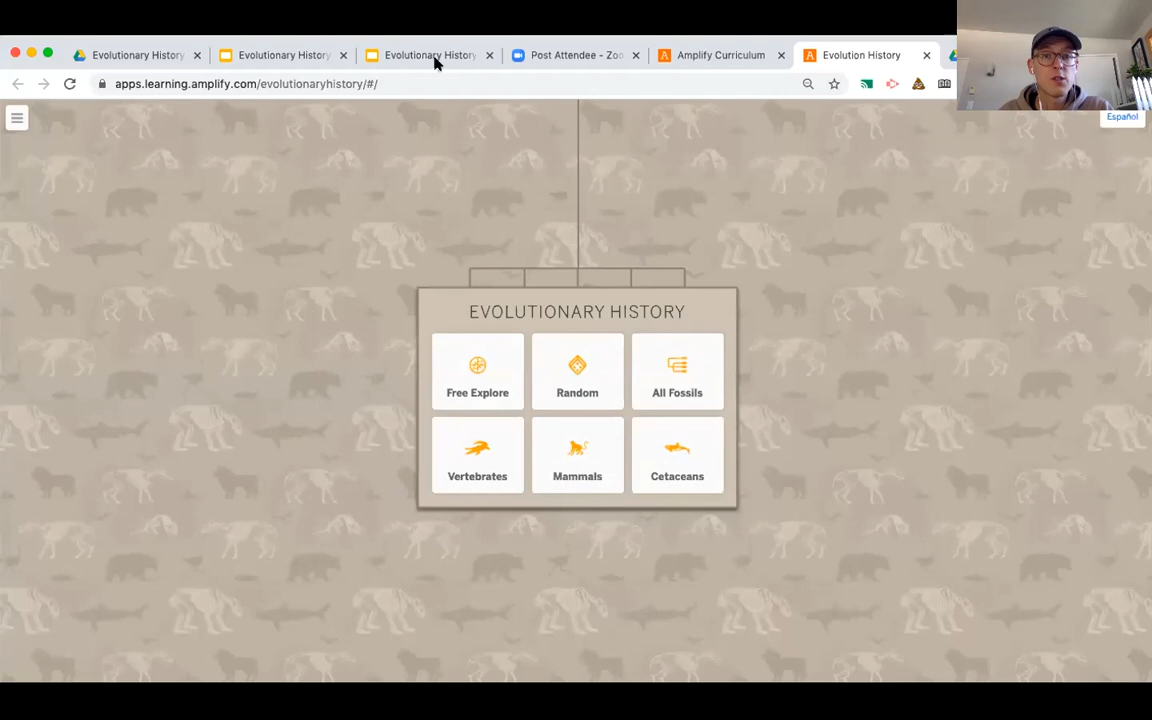 Evolutionary History
Evolutionary History
Evolutionary History
Post Attendee - Zoo
Amplify Curriculum
Evolution History
apps.learning.amplify.com/evolutionaryhistory/#/
Español
EVOLUTIONARY HISTORY
Free Explore
Random
All Fossils
Vertebrates
Mammals
Cetaceans